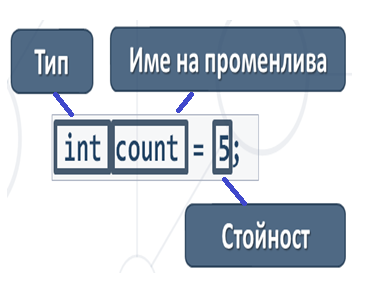 Тип
Име на променлива
int count = 5;
Стойност